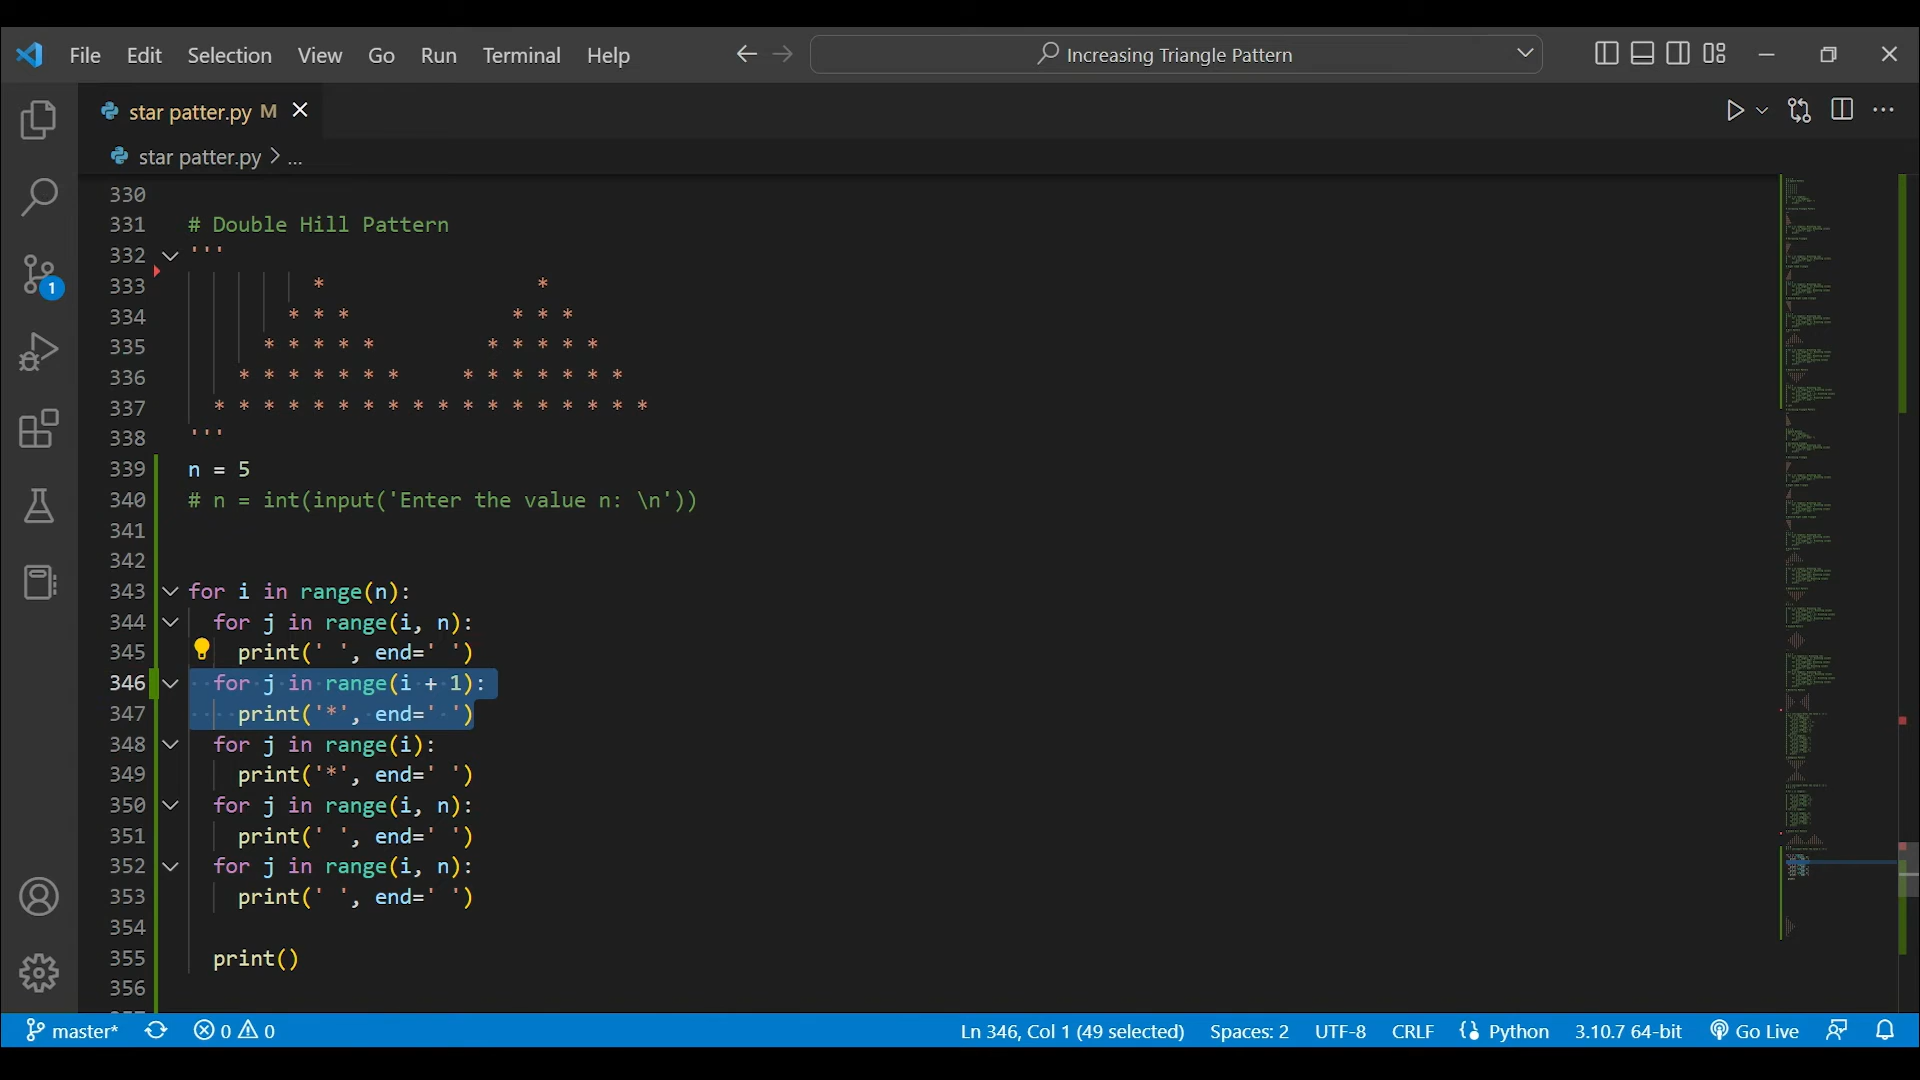 File Edit Selection View Go Run Terminal Help Increasing Triangle Pattern
star patter.py M
star patter.py > ...
330
331 # Double Hill Pattern
332 '''
333 * *
334 * * * * * *
335 * * * * * * * * * *
336 * * * * * * * * * * * * * *
337 * * * * * * * * * * * * * * * * * *
338 '''
339 n = 5
340 # n = int(input('Enter the value n: \n'))
341
342
343 for i in range(n):
344 for j in range(i, n):
345 print(' ', end=' ')
346 for j in range(i + 1):
347 print('*', end=' ')
348 for j in range(i):
349 print('*', end=' ')
350 for j in range(i, n):
351 print(' ', end=' ')
352 for j in range(i, n):
353 print(' ', end=' ')
354
355 print()
356
1
master* 0 0 Ln 346, Col 1 (49 selected) Spaces: 2 UTF-8 CRLF Python 3.10.7 64-bit Go Live